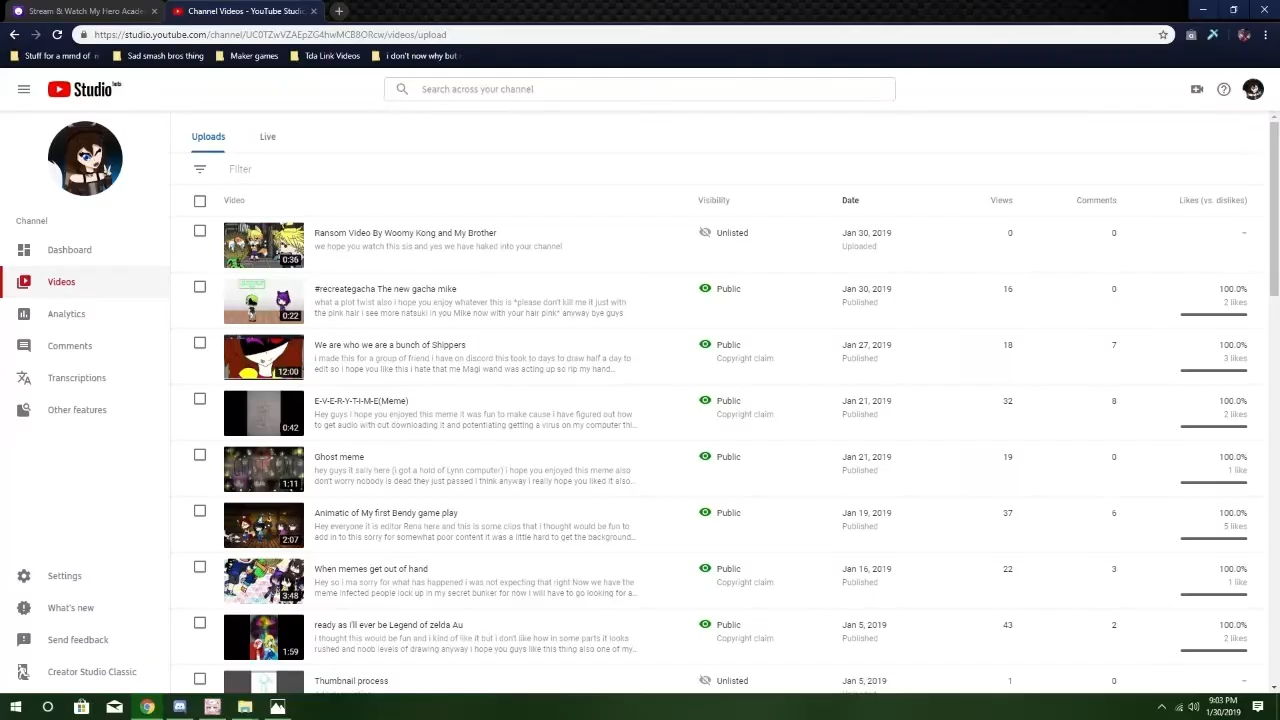 Stream & Watch My Hero Acade
Channel Videos - YouTube Studio
https://studio.youtube.com/channel/UC0TZwVZAEpZG4hwMCB8ORcw/videos/upload
Stuff for a mind of n
Sad smash bros thing
Maker games
Tda Link Videos
i don't now why but
Studio
Search across your channel
Uploads
Live
Filter
Channel
Dashboard
Videos
Analytics
Comments
Transcriptions
Other features
Settings
What's new
Send feedback
Creator Studio Classic
Video
Visibility
Date
Views
Comments
Likes (vs. dislikes)
0:36
Ransom Video By Woomy Kong and My Brother
we hope you watch this sis and yes we have haked into your channel
Unlisted
Jan 30, 2019
Uploaded
0
0
–
0:22
#recreategacha The new gacha mike
what a plot twist also i hope you enjoy whatever this is *please don't kill me it just with
the pink hair i see more natsuki in you Mike now with your hair pink* anyway bye guys
Public
Jan 30, 2019
Published
16
0
100.0%
2 likes
12:00
We are who we are a bunch of Shippers
i made this for a group of friend i have on discord this took to days to draw half a day to
edit so i hope you like this i hate that me Magi wand was acting up so rip my hand...
Public
Copyright claim
Jan 27, 2019
Published
18
7
100.0%
3 likes
0:42
E-V-E-R-Y-T-I-M-E(Meme)
Hey guys i hope you enjoyed this meme it was fun to make cause i have figured out how
to get audio with out downloading it and potentiating getting a virus on my computer thi...
Public
Copyright claim
Jan 21, 2019
Published
32
8
100.0%
2 likes
1:11
Ghost meme
hey guys it sally here (i got a hold of Lynn computer) i hope you enjoyed this meme also
don't worry nobody is dead they just passed i think anyway i really hope you liked it also...
Public
Jan 21, 2019
Published
19
0
100.0%
1 like
2:07
Animatic of My first Bendy game play
Hey everyone it is editor Rena here and this is some clips that i thought would be fun to
add in to this sorry for somewhat poor content it was a little hard to get the background...
Public
Jan 19, 2019
Published
37
6
100.0%
5 likes
3:48
When memes get out of hand
Hey so i ma sorry for what has happened i was not expecting that right Now we have the
meme infected people lock up in my secret bunker for now i will have to go looking for a...
Public
Copyright claim
Jan 16, 2019
Published
22
3
100.0%
1 like
1:59
ready as i'll ever be Legend of zelda Au
i thought this would be fun and i kind of like it but i don't like how in some parts it looks
rushed and noob levels of drawing anyway i hope you guys like this thing also one of my...
Public
Copyright claim
Jan 5, 2019
Published
43
2
100.0%
2 likes
Thumbnail process
Unlisted
Jan 5, 2019
1
0
–
9:03 PM
1/30/2019